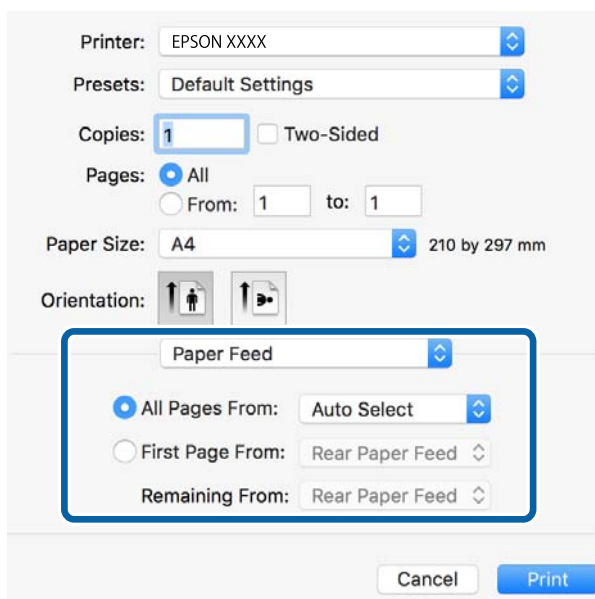 Printer: EPSON XXXX
Presets: Default Settings
Copies: 1 Two-Sided
Pages: All
From: 1 to: 1
Paper Size: A4 210 by 297 mm
Orientation:
Paper Feed
All Pages From: Auto Select
First Page From: Rear Paper Feed
Remaining From: Rear Paper Feed
Cancel Print